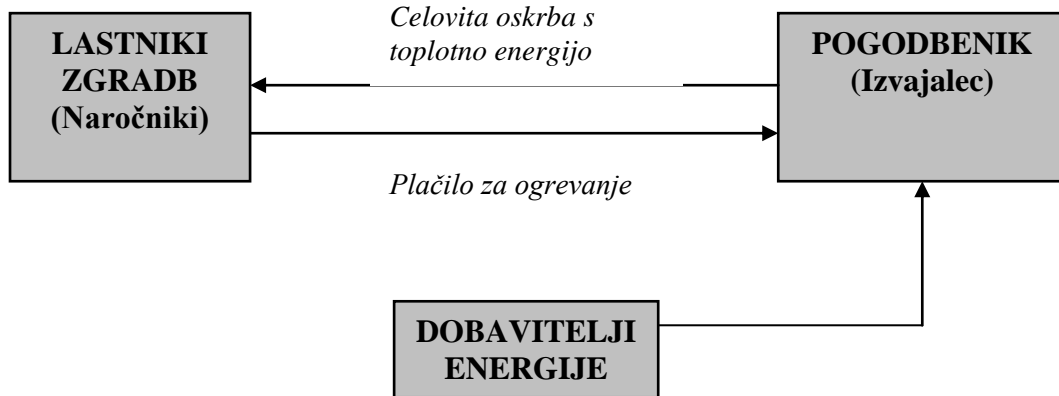 LASTNIKI
ZGRADB
(Naročniki)
Celovita oskrba s
toplotno energijo
POGODBENIK
(Izvajalec)
Plačilo za ogrevanje
DOBAVITELJI
ENERGIJE